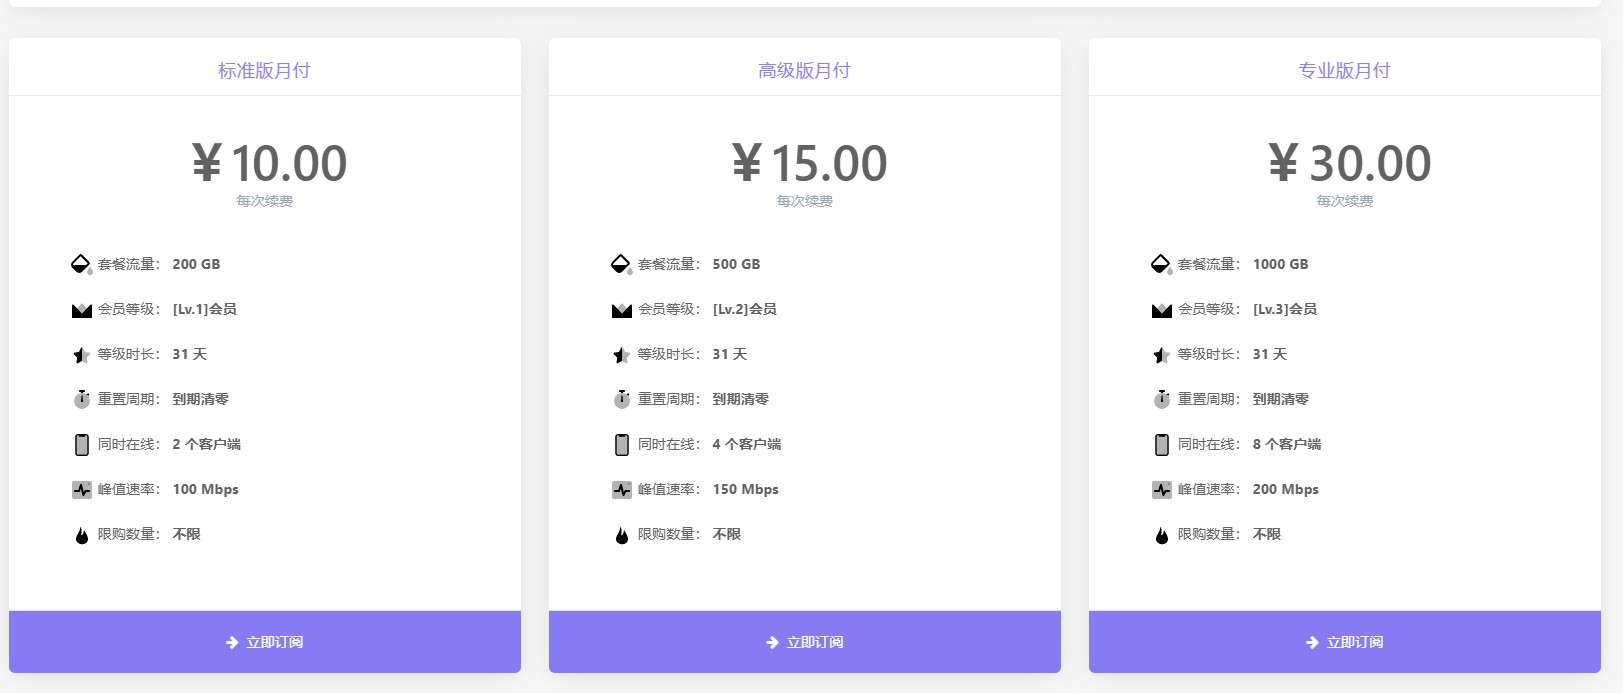 标准版月付
¥ 10.00
每次续费
套餐流量： 200 GB
会员等级： [Lv.1]会员
等级时长： 31 天
重置周期： 到期清零
同时在线： 2 个客户端
峰值速率： 100 Mbps
限购数量： 不限
立即订阅
高级版月付
¥ 15.00
每次续费
套餐流量： 500 GB
会员等级： [Lv.2]会员
等级时长： 31 天
重置周期： 到期清零
同时在线： 4 个客户端
峰值速率： 150 Mbps
限购数量： 不限
立即订阅
专业版月付
¥ 30.00
每次续费
套餐流量： 1000 GB
会员等级： [Lv.3]会员
等级时长： 31 天
重置周期： 到期清零
同时在线： 8 个客户端
峰值速率： 200 Mbps
限购数量： 不限
立即订阅